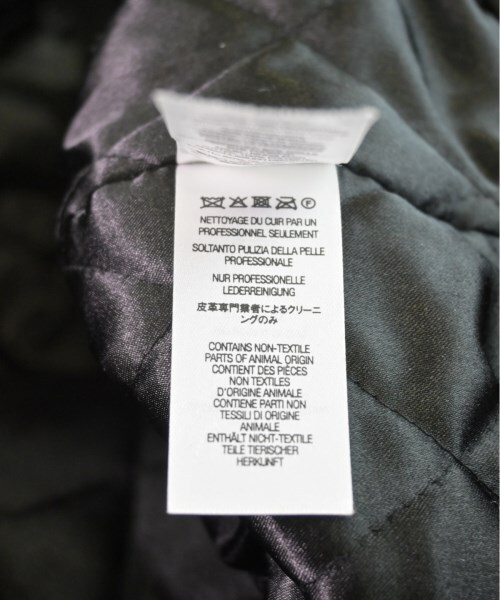 NETTOYAGE DU CUIR PAR UN
PROFESSIONNEL SEULEMENT
SOLTANTO PULIZIA DELLA PELLE
PROFESSIONALE
NUR PROFESSIONELLE
LEDERREINIGUNG
皮革専門業者によるクリーニ
ングのみ
CONTAINS NON-TEXTILE
PARTS OF ANIMAL ORIGIN
CONTIENT DES PIÈCES
NON TEXTILES
D'ORIGINE ANIMALE
CONTIENE PARTI NON
TESSILI DI ORIGINE
ANIMALE
ENTHÄLT NICHT-TEXTILE
TEILE TIERISCHER
HERKUNFT